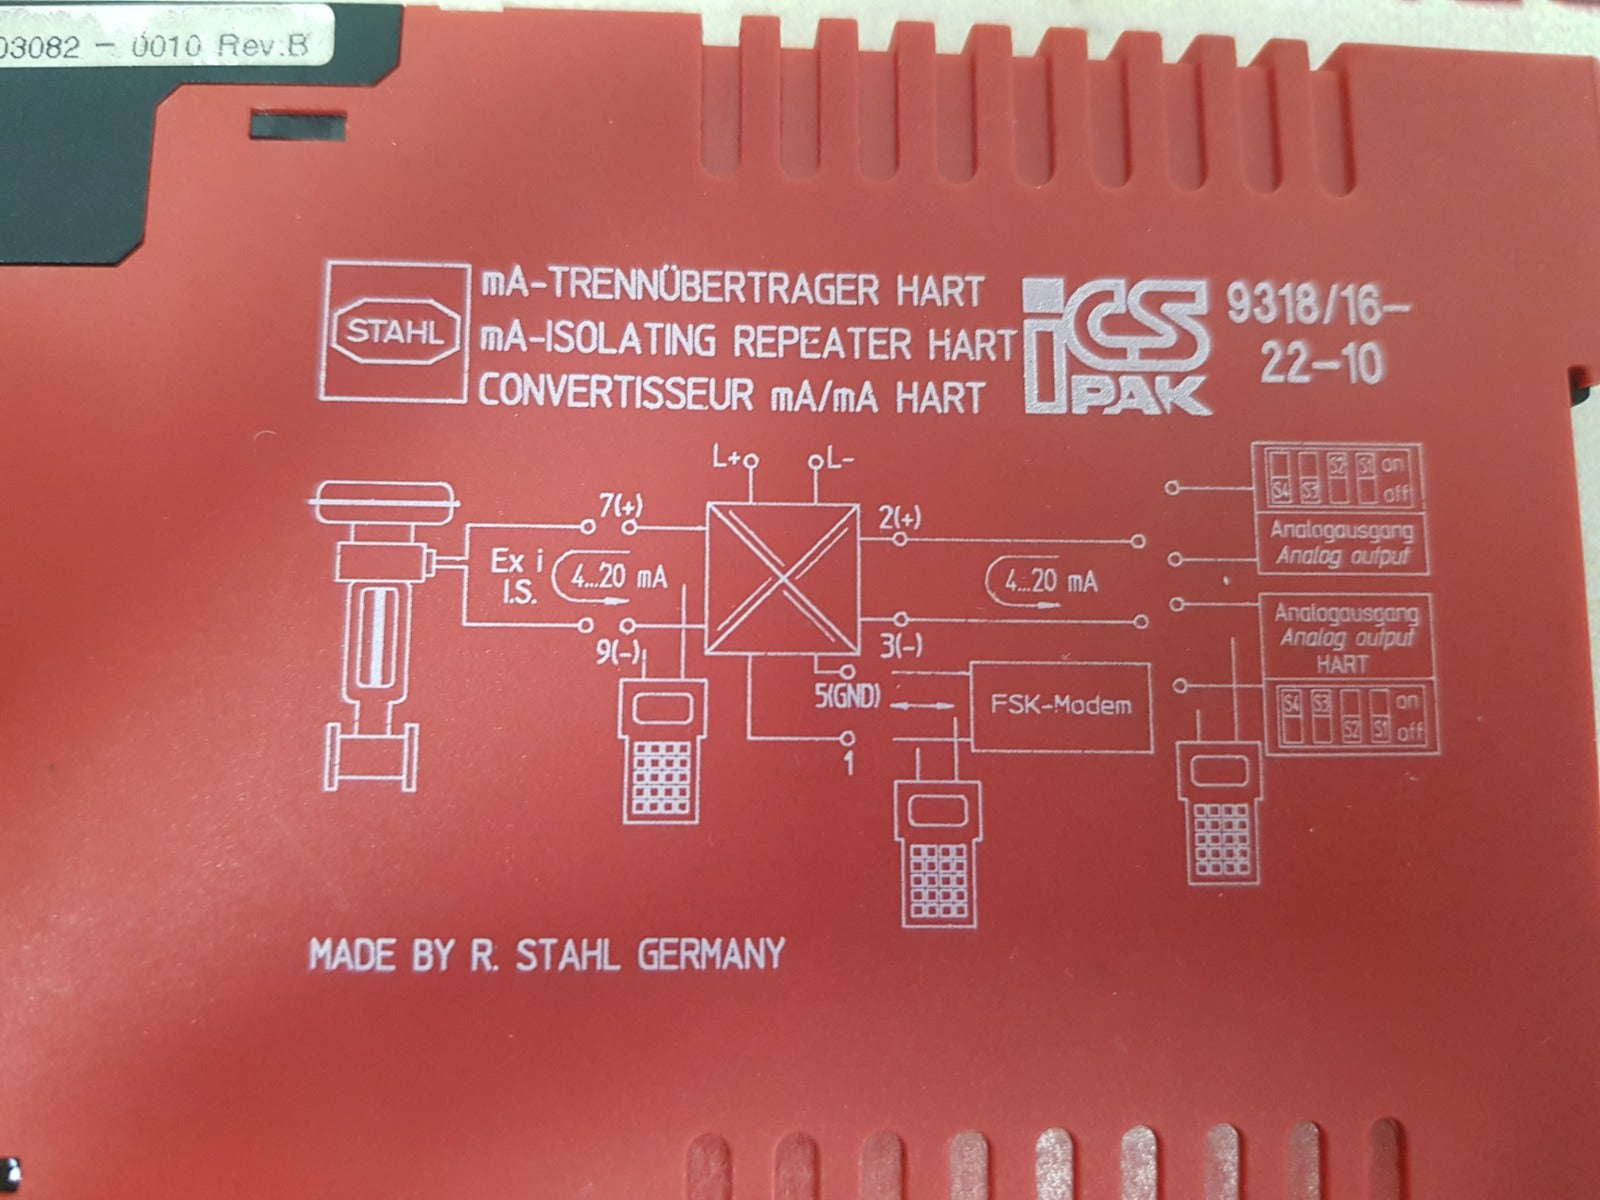 03082 - 0010 Rev.B
STAHL
mA-TRENNÜBERTRAGER HART
mA-ISOLATING REPEATER HART
CONVERTISSEUR mA/mA HART
iCS
PAK
9318/16-
22-10
L+
L-
7(+)
Ex i
I.S.
4...20 mA
9(-)
2(+)
4...20 mA
3(-)
5(GND)
1
FSK-Modem
S4 S3 S2 S1 on
off
Analogausgang
Analog output
Analogausgang
Analog output
HART
S4 S3 S2 S1 on
off
MADE BY R. STAHL GERMANY